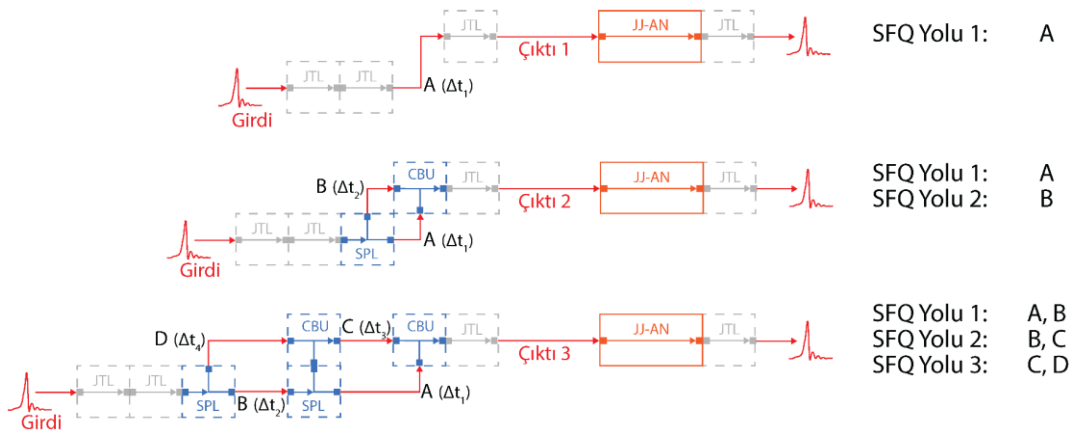 JTL
Çıktı 1
JJ-AN
JTL
SFQ Yolu 1: A
JTL
JTL
A (Δt₁)
Girdi
B (Δt₂)
CBU
JTL
Çıktı 2
JJ-AN
JTL
SFQ Yolu 1: A
SFQ Yolu 2: B
JTL
JTL
SPL
A (Δt₁)
Girdi
D (Δt₄)
CBU
C (Δt₃)
CBU
JTL
Çıktı 3
JJ-AN
JTL
SFQ Yolu 1: A, B
SFQ Yolu 2: B, C
SFQ Yolu 3: C, D
JTL
JTL
SPL
B (Δt₂)
SPL
A (Δt₁)
Girdi